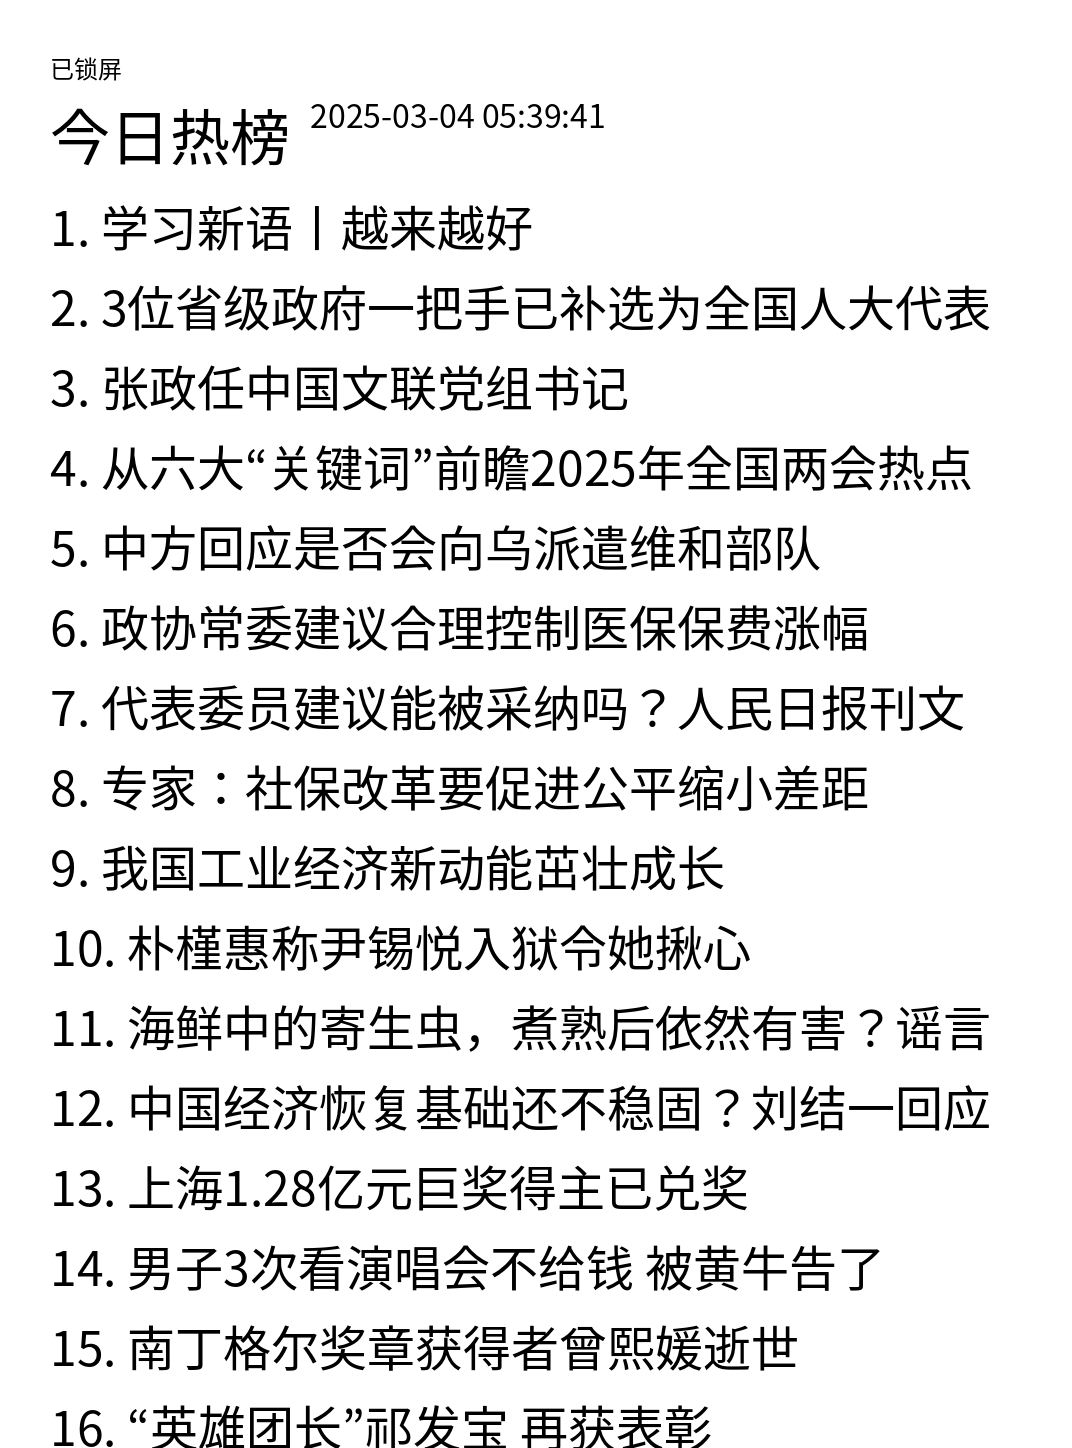 已锁屏
今日热榜 2025-03-04 05:39:41
1. 学习新语丨越来越好
2. 3位省级政府一把手已补选为全国人大代表
3. 张政任中国文联党组书记
4. 从六大“关键词”前瞻2025年全国两会热点
5. 中方回应是否会向乌派遣维和部队
6. 政协常委建议合理控制医保保费涨幅
7. 代表委员建议能被采纳吗？人民日报刊文
8. 专家：社保改革要促进公平缩小差距
9. 我国工业经济新动能茁壮成长
10. 朴槿惠称尹锡悦入狱令她揪心
11. 海鲜中的寄生虫，煮熟后依然有害？谣言
12. 中国经济恢复基础还不稳固？刘结一回应
13. 上海1.28亿元巨奖得主已兑奖
14. 男子3次看演唱会不给钱 被黄牛告了
15. 南丁格尔奖章获得者曾熙媛逝世
16. “英雄团长”祁发宝 再获表彰